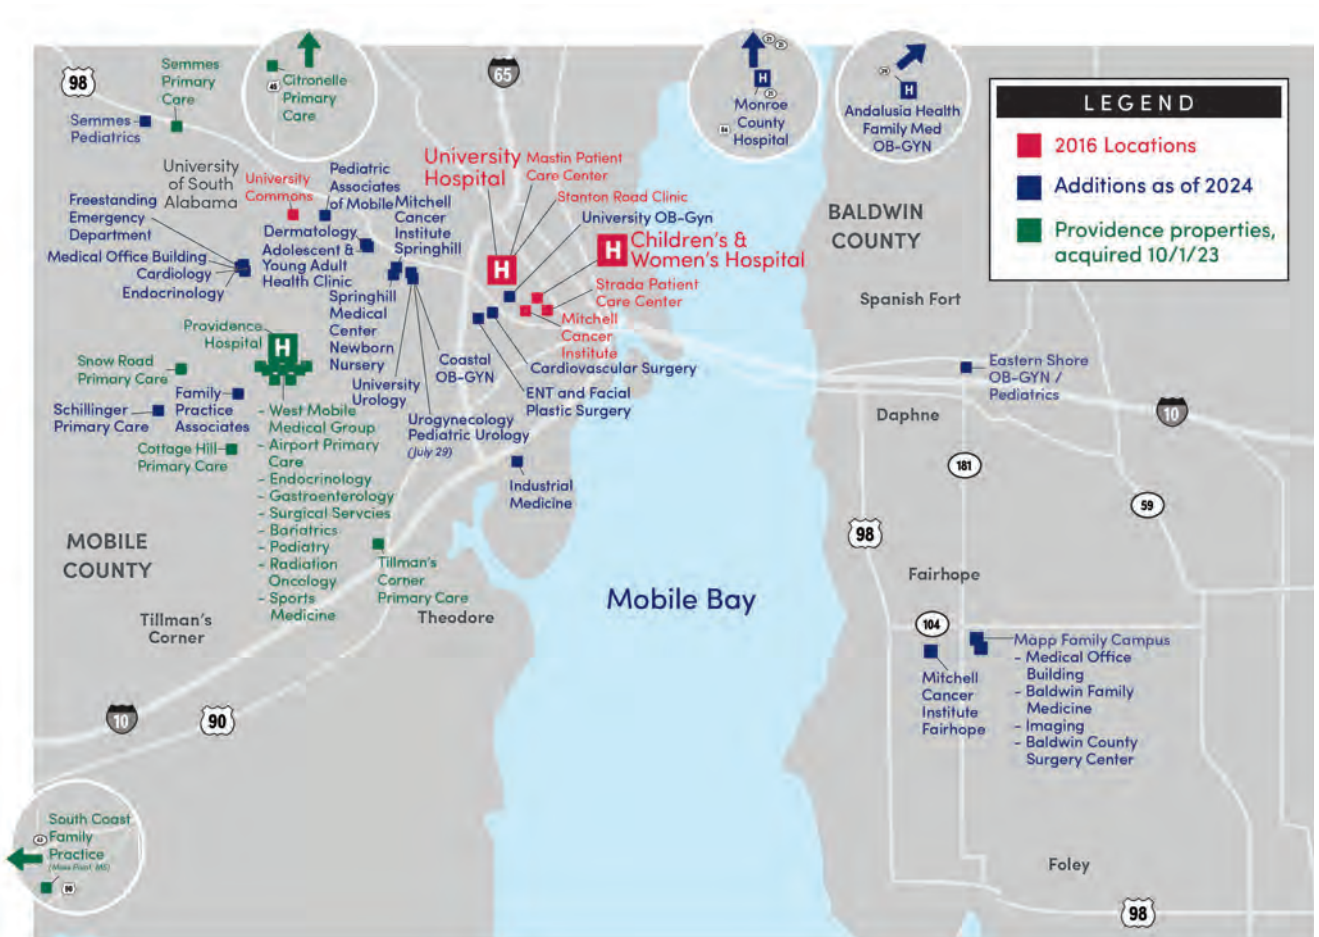 98
Semmes
Primary
Care
Semmes
Pediatrics
45
Citronelle
Primary
Care
65
Monroe
County
Hospital
84
Andalusia Health
Family Med
OB-GYN
LEGEND
2016 Locations
Additions as of 2024
Providence properties,
acquired 10/1/23
University
of South
Alabama
University
Commons
Pediatric
Associates
of Mobile
Mitchell
Cancer
Institute
Springhill
University
Hospital
Mastin Patient
Care Center
Stanton Road Clinic
University OB-Gyn
H
H
Children's &
Women's Hospital
Strada Patient
Care Center
Mitchell
Cancer
Institute
Freestanding
Emergency
Department
Medical Office Building
Cardiology
Endocrinology
Dermatology
Adolescent &
Young Adult
Health Clinic
Springhill
Medical
Center
Newborn
Nursery
BALDWIN
COUNTY
Spanish Fort
Providence
Hospital
H
Snow Road
Primary Care
Family
Practice
Associates
Schillinger
Primary Care
Cottage Hill
Primary Care
University
Urology
Coastal
OB-GYN
Urogynecology
Pediatric Urology
(July 29)
Cardiovascular Surgery
ENT and Facial
Plastic Surgery
Industrial
Medicine
Eastern Shore
OB-GYN /
Pediatrics
Daphne
10
- West Mobile
Medical Group
- Airport Primary
Care
- Endocrinology
- Gastroenterology
- Surgical Servcies
- Bariatrics
- Podiatry
- Radiation
Oncology
- Sports
Medicine
181
59
98
MOBILE
COUNTY
Tillman's
Corner
Primary Care
Tillman's
Corner
Theodore
Mobile Bay
Fairhope
104
Mitchell
Cancer
Institute
Fairhope
Mapp Family Campus
- Medical Office
Building
- Baldwin Family
Medicine
- Imaging
- Baldwin County
Surgery Center
10
90
South Coast
Family
Practice
(Moss Point, MS)
90
Foley
98
H
H